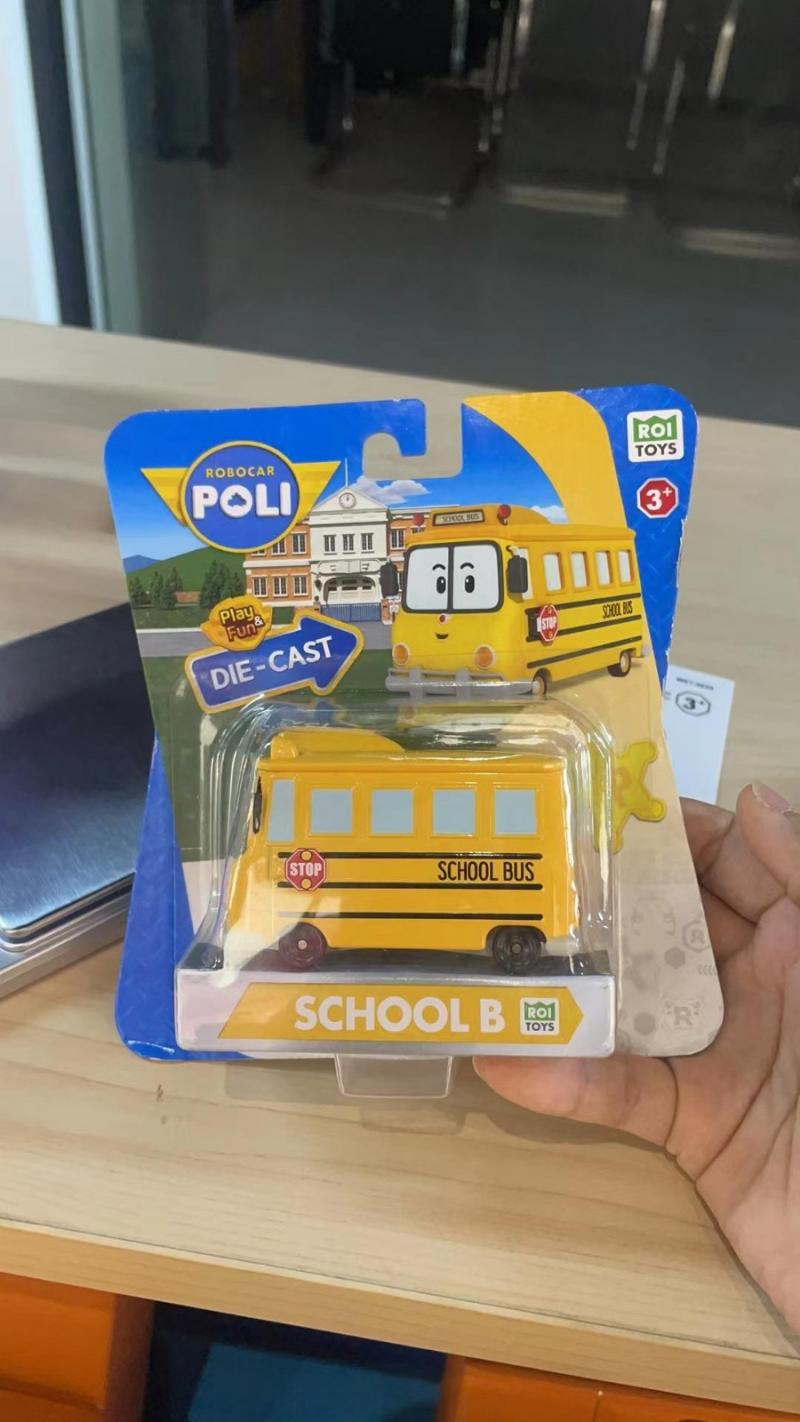 ROBOCAR
POLI
ROI
TOYS
3+
SCHOOL BUS
Play &
Fun
DIE-CAST
STOP
SCHOOL BUS
3+
STOP
SCHOOL BUS
R
SCHOOL B
ROI
TOYS
R